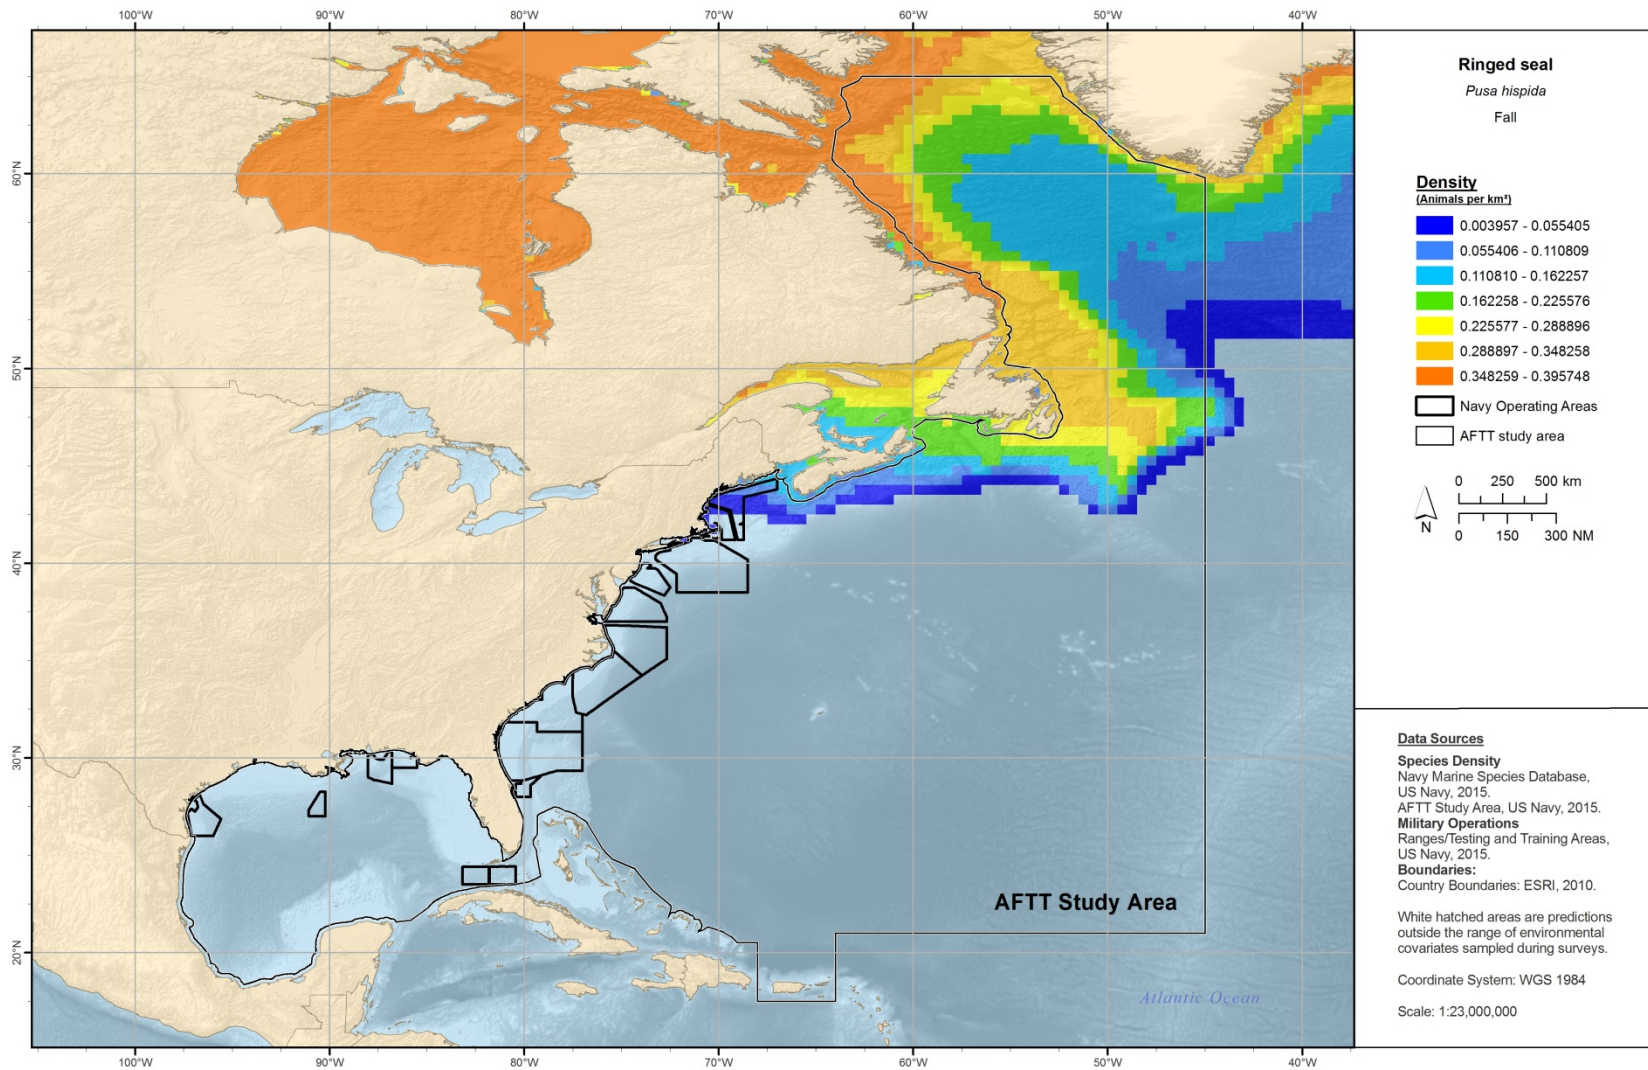 100°W 90°W 80°W 70°W 60°W 50°W 40°W
60°N
50°N
40°N
30°N
20°N
AFTT Study Area
Atlantic Ocean
100°W 90°W 80°W 70°W 60°W 50°W 40°W
Ringed seal
Pusa hispida
Fall
Density
(Animals per km²)
0.003957 - 0.055405
0.055406 - 0.110809
0.110810 - 0.162257
0.162258 - 0.225576
0.225577 - 0.288896
0.288897 - 0.348258
0.348259 - 0.395748
Navy Operating Areas
AFTT study area
N
0 250 500 km
0 150 300 NM
Data Sources
Species Density
Navy Marine Species Database,
US Navy, 2015.
AFTT Study Area, US Navy, 2015.
Military Operations
Ranges/Testing and Training Areas,
US Navy, 2015.
Boundaries:
Country Boundaries: ESRI, 2010.
White hatched areas are predictions
outside the range of environmental
covariates sampled during surveys.
Coordinate System: WGS 1984
Scale: 1:23,000,000